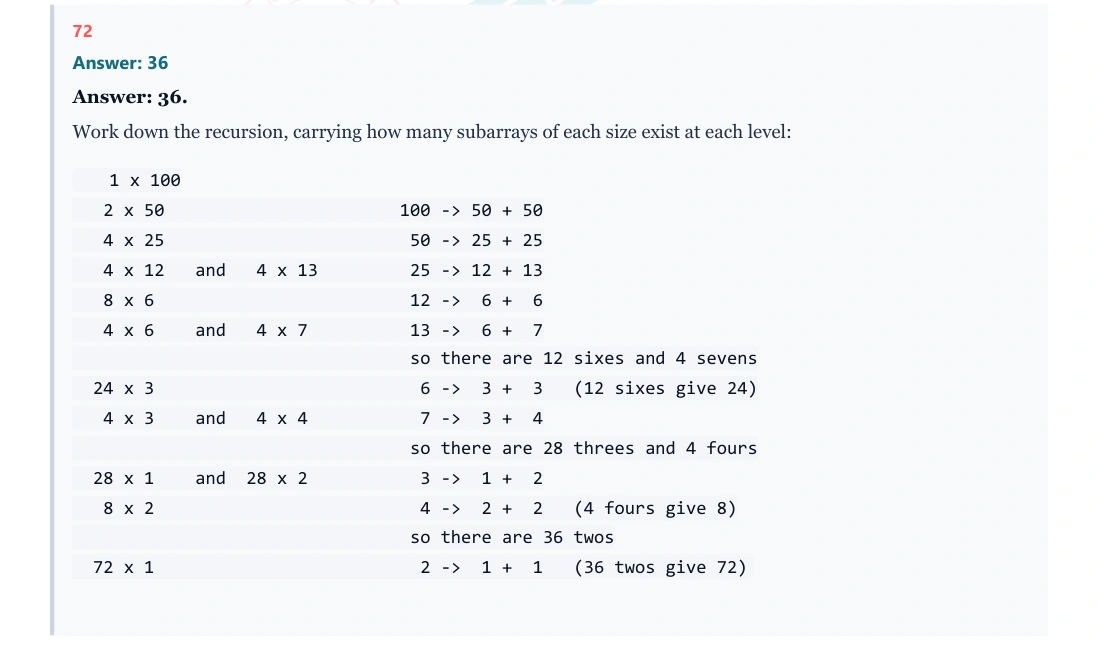 72
Answer: 36
Answer: 36.
Work down the recursion, carrying how many subarrays of each size exist at each level:
1 x 100
2 x 50 100 -> 50 + 50
4 x 25 50 -> 25 + 25
4 x 12 and 4 x 13 25 -> 12 + 13
8 x 6 12 -> 6 + 6
4 x 6 and 4 x 7 13 -> 6 + 7
so there are 12 sixes and 4 sevens
24 x 3 6 -> 3 + 3 (12 sixes give 24)
4 x 3 and 4 x 4 7 -> 3 + 4
so there are 28 threes and 4 fours
28 x 1 and 28 x 2 3 -> 1 + 2
8 x 2 4 -> 2 + 2 (4 fours give 8)
so there are 36 twos
72 x 1 2 -> 1 + 1 (36 twos give 72)